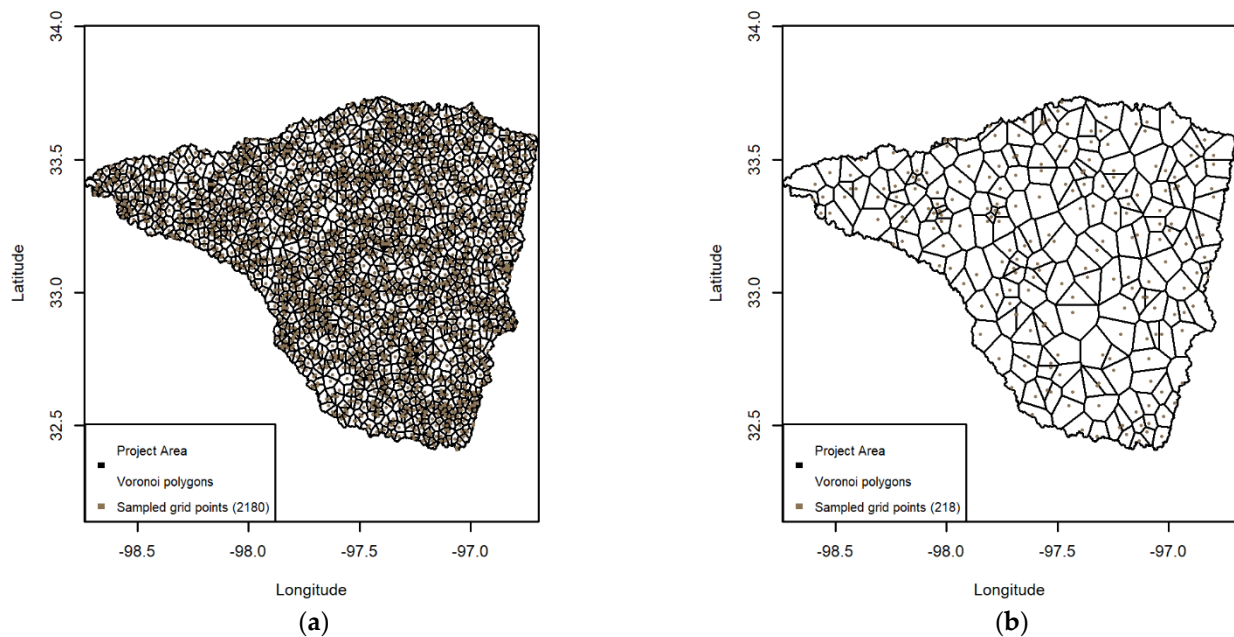 34.0
33.5
33.0
32.5
Latitude
Project Area
Voronoi polygons
Sampled grid points (2180)
-98.5 -98.0 -97.5 -97.0
Longitude
(a)
34.0
33.5
33.0
32.5
Latitude
Project Area
Voronoi polygons
Sampled grid points (218)
-98.5 -98.0 -97.5 -97.0
Longitude
(b)